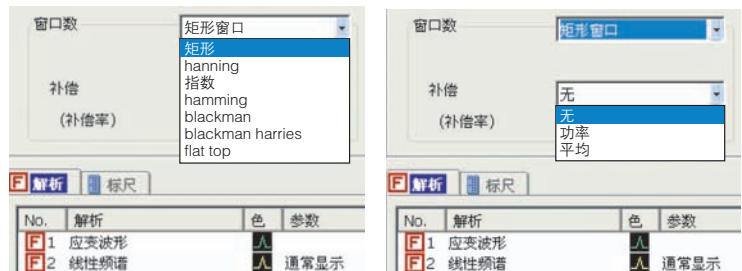 窗口数
矩形窗口
矩形
hanning
指数
hamming
blackman
blackman harries
flat top
补偿
(补偿率)
F 解析
标尺
No. 解析 色 参数
F 1 应变波形
F 2 线性频谱 通常显示
窗口数
矩形窗口
补偿
无
无
功率
平均
(补偿率)
F 解析
标尺
No. 解析 色 参数
F 1 应变波形
F 2 线性频谱 通常显示